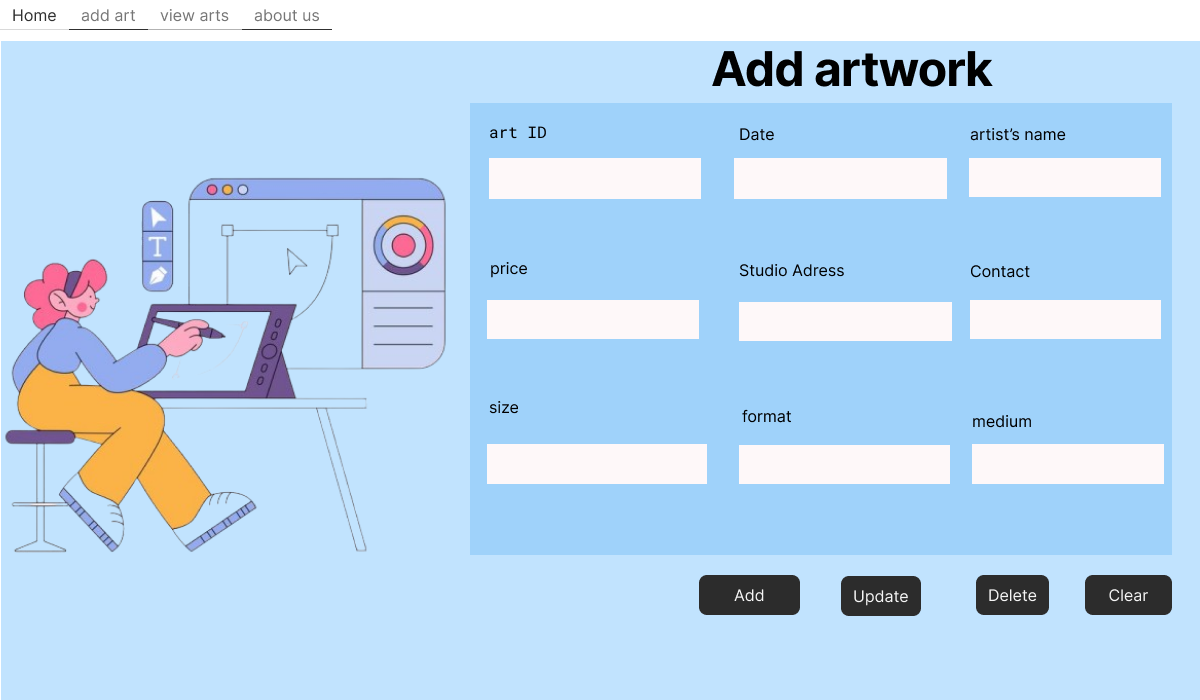 Home add art view arts about us
Add artwork
art ID Date artist’s name
price Studio Adress Contact
size format medium
T
Add Update Delete Clear